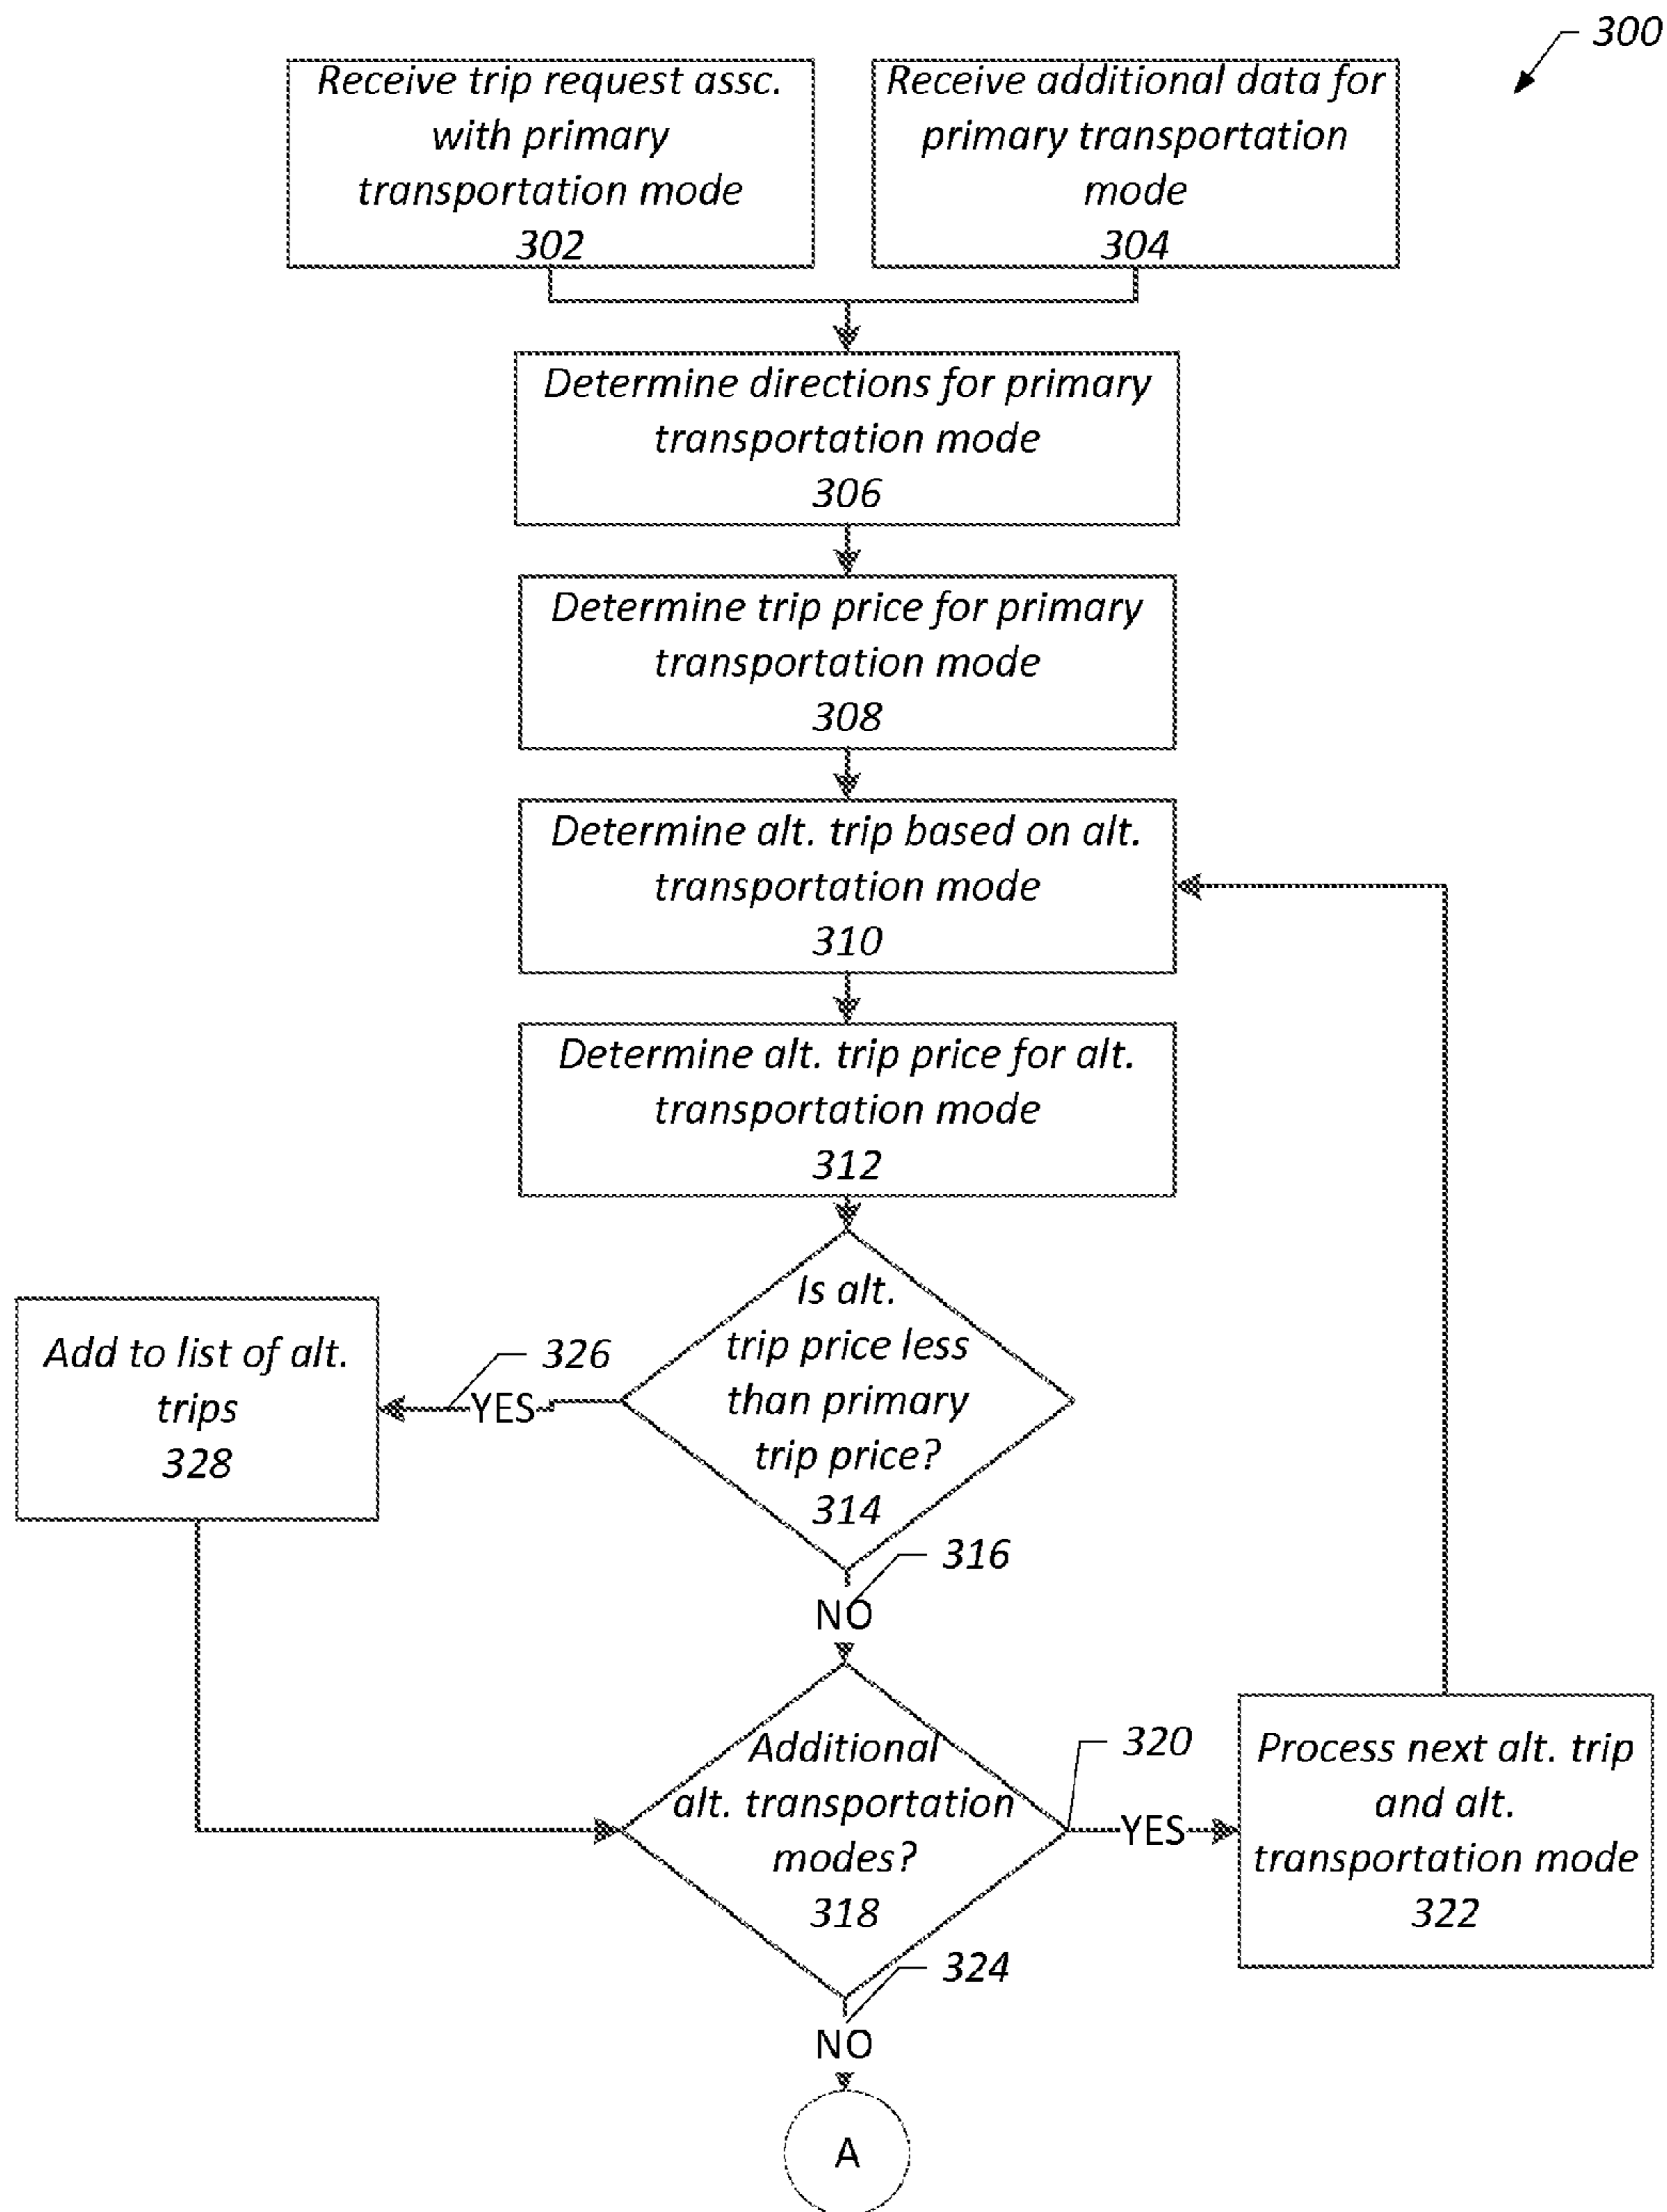 300
Receive trip request assc.
with primary
transportation mode
302
Receive additional data for
primary transportation
mode
304
Determine directions for primary
transportation mode
306
Determine trip price for primary
transportation mode
308
Determine alt. trip based on alt.
transportation mode
310
Determine alt. trip price for alt.
transportation mode
312
Is alt.
trip price less
than primary
trip price?
314
326
YES
Add to list of alt.
trips
328
316
NO
Additional
alt. transportation
modes?
318
320
YES
Process next alt. trip
and alt.
transportation mode
322
324
NO
A